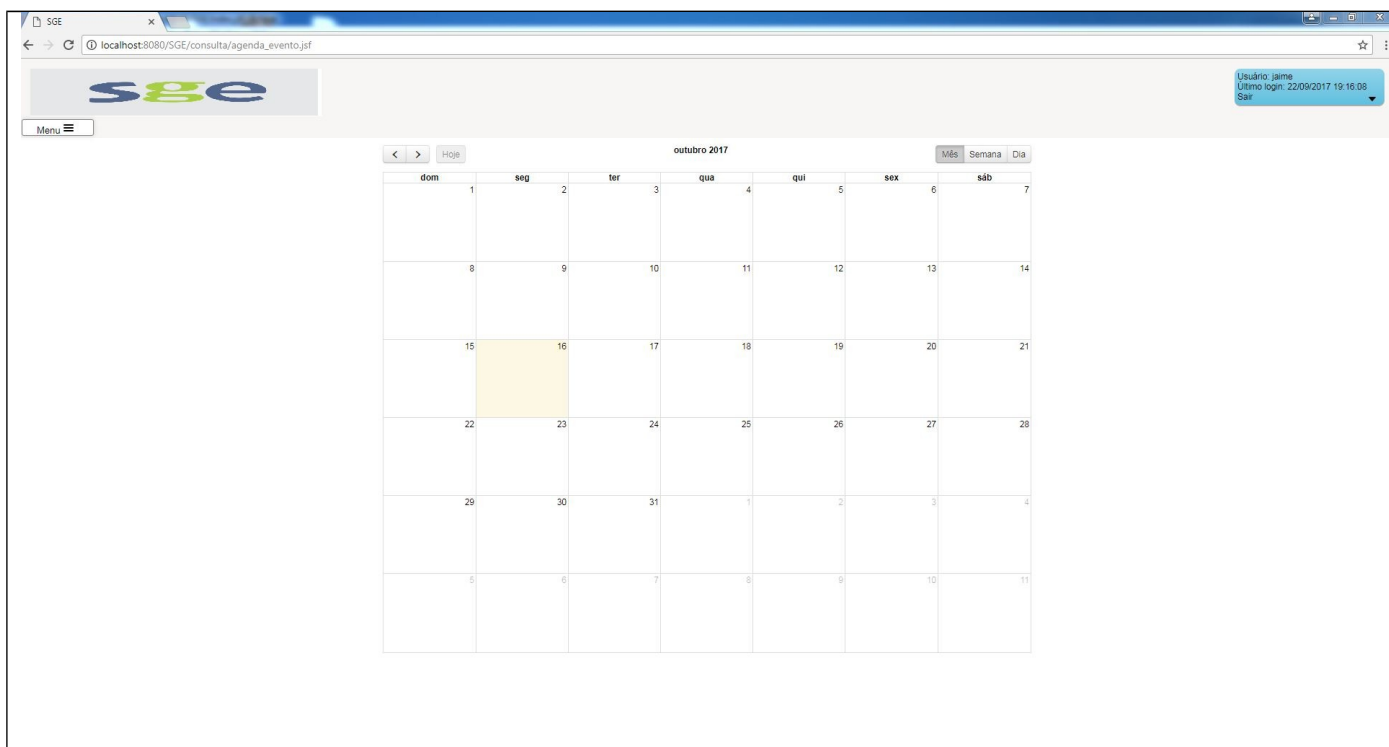 SGE
localhost:8080/SGE/consulta/agenda_evento.jsf
sge
Usuário: jaime
Último login: 22/09/2017 19:16:08
Sair
Menu
Hoje outubro 2017 Mês Semana Dia
dom seg ter qua qui sex sáb
1 2 3 4 5 6 7
8 9 10 11 12 13 14
15 16 17 18 19 20 21
22 23 24 25 26 27 28
29 30 31 1 2 3 4
5 6 7 8 9 10 11